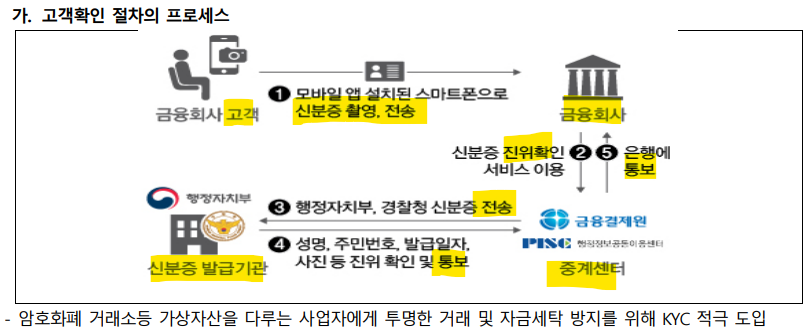 가. 고객확인 절차의 프로세스
❶ 모바일 앱 설치된 스마트폰으로
신분증 촬영, 전송
금융회사 고객
금융회사
신분증 진위확인 ❷
서비스 이용
❺ 은행에
통보
행정자치부
❸ 행정자치부, 경찰청 신분증 전송
금융결제원
❹ 성명, 주민번호, 발급일자,
사진 등 진위 확인 및 통보
PISC 행정정보공동이용센터
신분증 발급기관
중계센터
- 암호화폐 거래소등 가상자산을 다루는 사업자에게 투명한 거래 및 자금세탁 방지를 위해 KYC 적극 도입